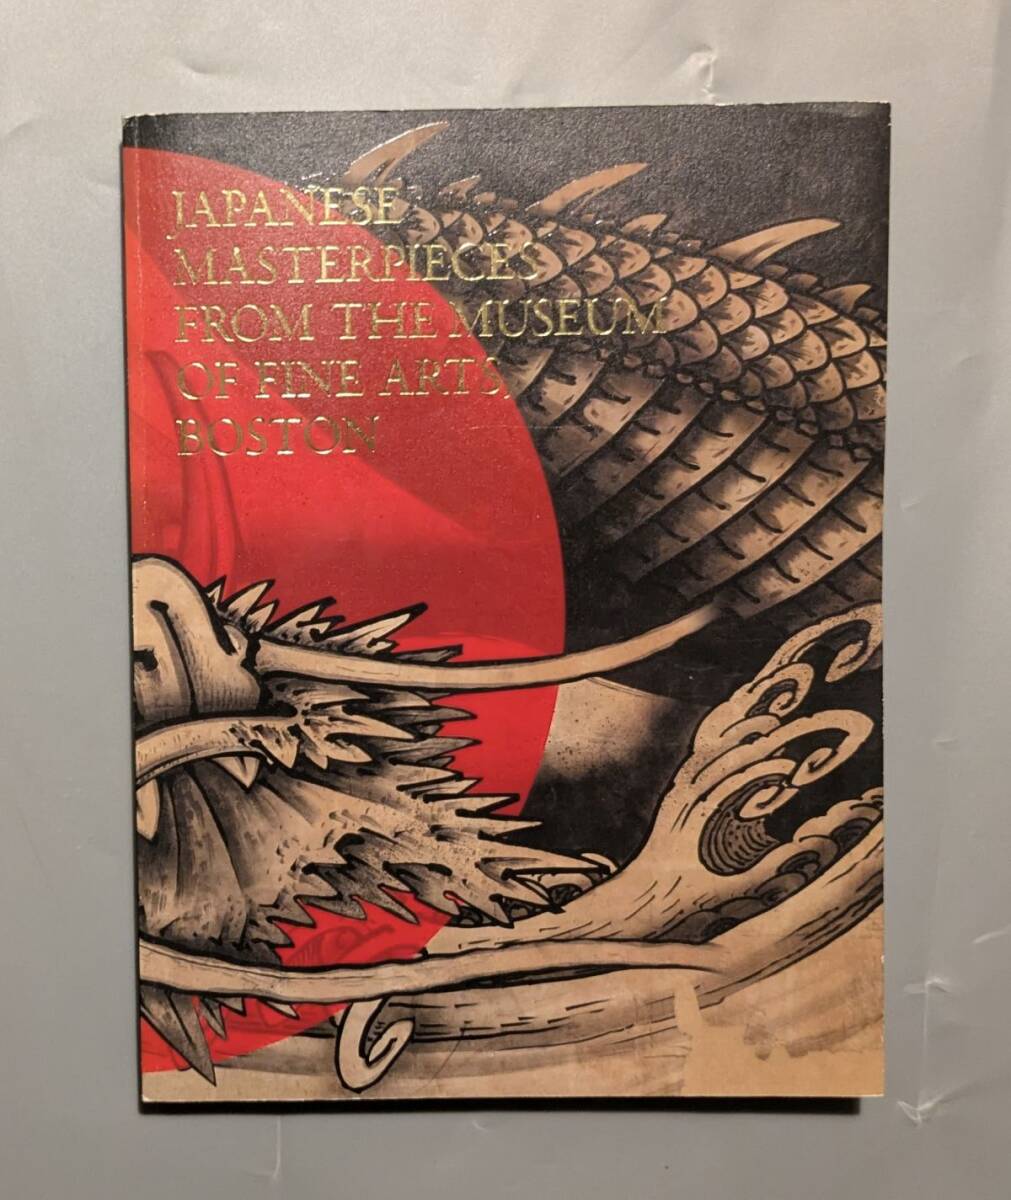 JAPANESE
MASTERPIECES
FROM THE MUSEUM
OF FINE ARTS,
BOSTON